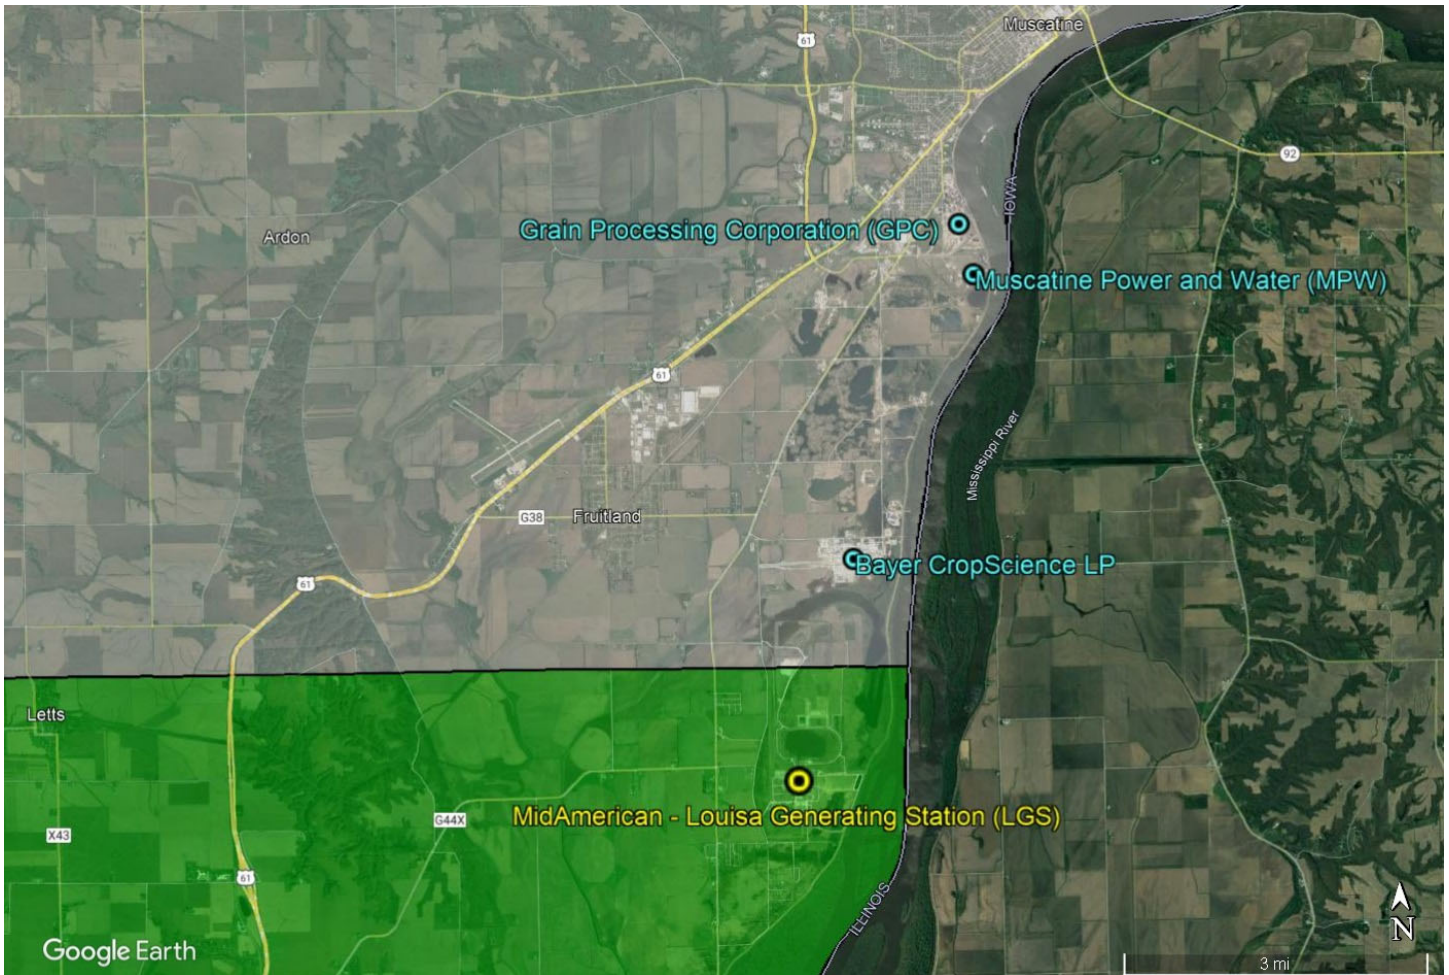 Muscatine
61
92
IOWA
Grain Processing Corporation (GPC)
Ardon
Muscatine Power and Water (MPW)
61
Mississippi River
G38
Fruitland
Bayer CropScience LP
61
Letts
MidAmerican - Louisa Generating Station (LGS)
G44X
X43
61
ILLINOIS
N
Google Earth
3 mi